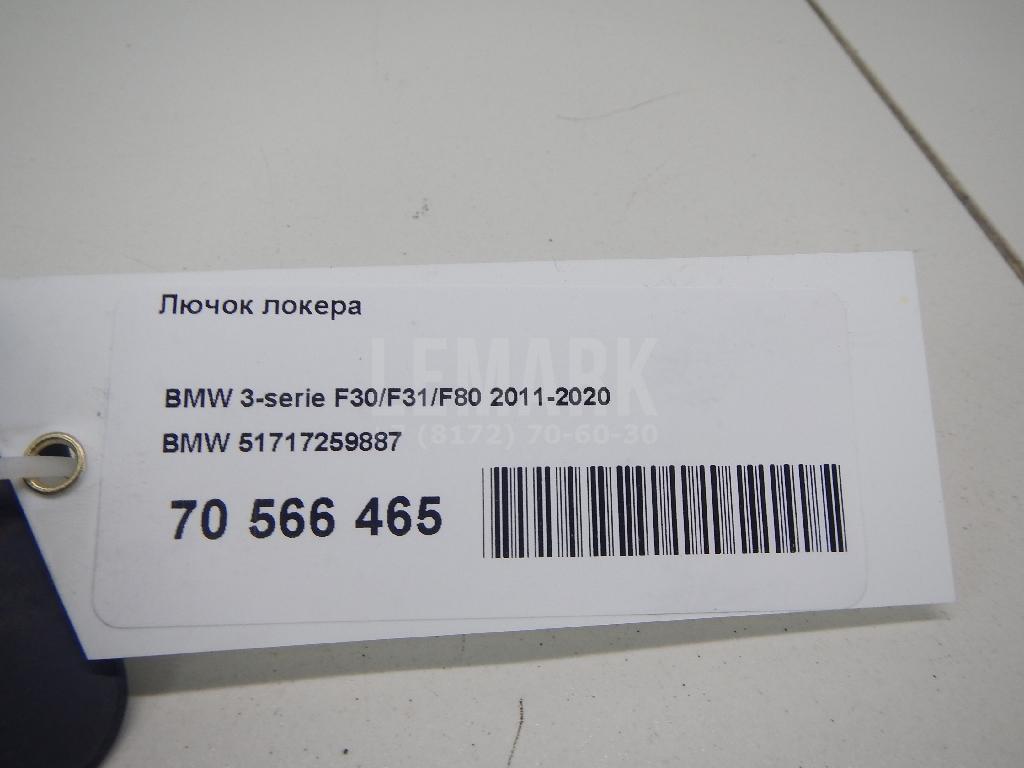 Лючок локера
LEMARK
BMW 3-serie F30/F31/F80 2011-2020
BMW 51717259887
(8172) 70-60-30
70 566 465